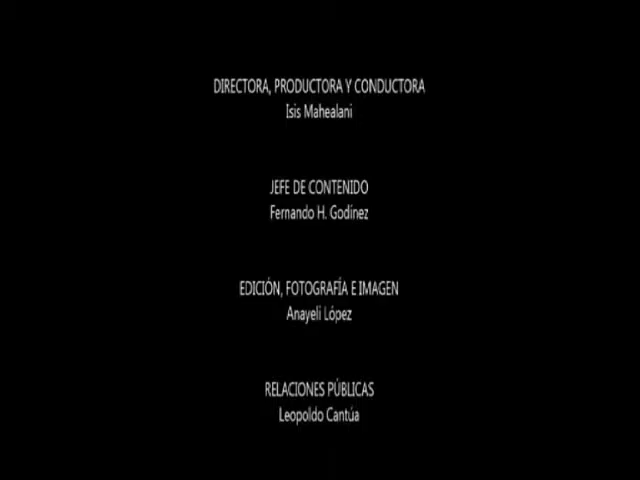 DIRECTORA, PRODUCTORA Y CONDUCTORA
Isis Mahealani
JEFE DE CONTENIDO
Fernando H. Godínez
EDICIÓN, FOTOGRAFÍA E IMAGEN
Anayeli López
RELACIONES PÚBLICAS
Leopoldo Cantúa